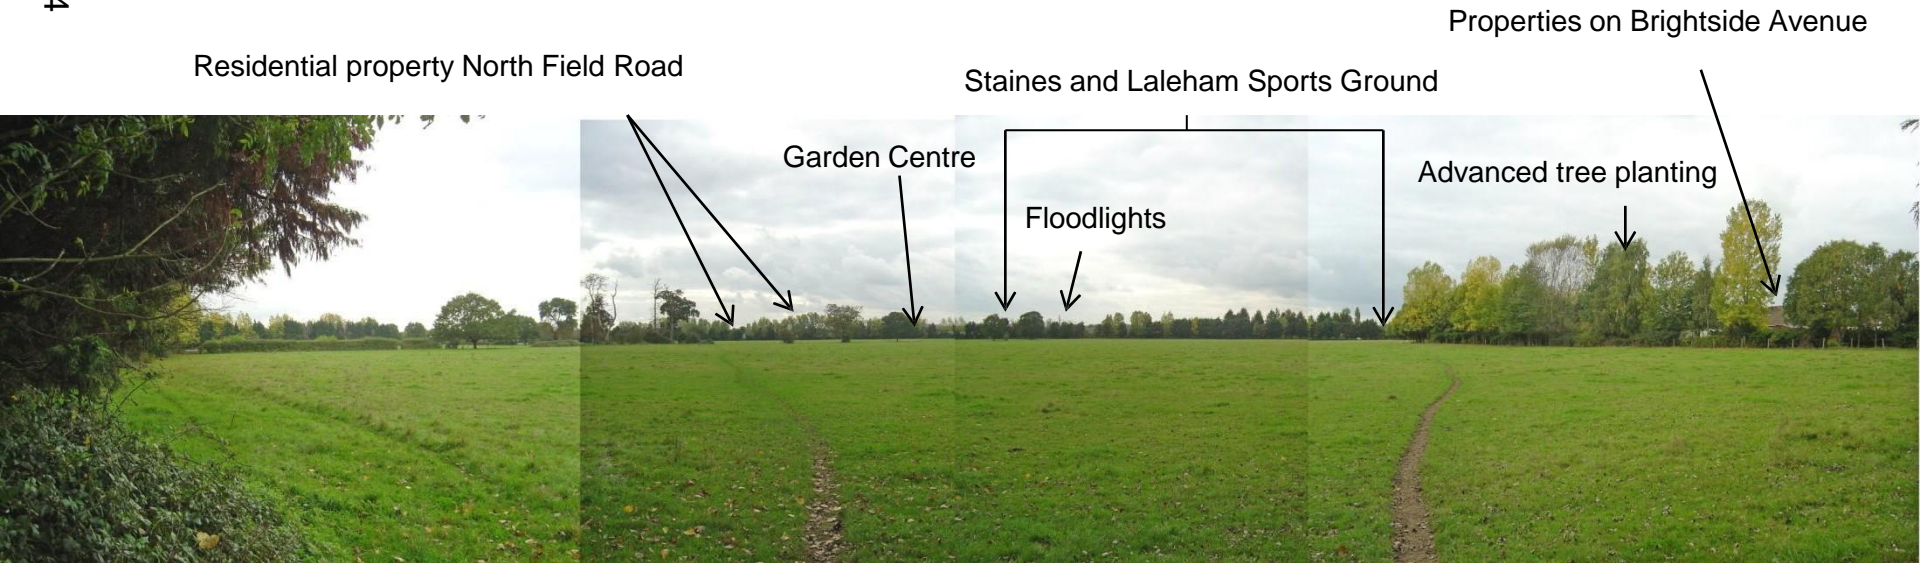 4
Properties on Brightside Avenue
Residential property North Field Road
Staines and Laleham Sports Ground
Garden Centre
Advanced tree planting
Floodlights